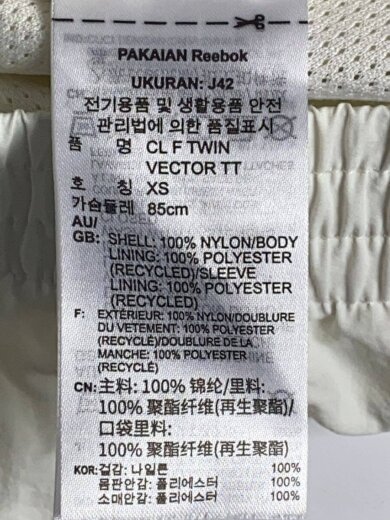 PAKAIAN Reebok
UKURAN: J42
전기용품 및 생활용품 안전
관리법에 의한 품질표시
품 명 CL F TWIN
VECTOR TT
호 칭 XS
가슴둘레 85cm
AU/
GB: SHELL: 100% NYLON/BODY
LINING: 100% POLYESTER
(RECYCLED)/SLEEVE
LINING: 100% POLYESTER
(RECYCLED)
F: EXTÉRIEUR: 100% NYLON/DOUBLURE
DU VETEMENT: 100% POLYESTER
(RECYCLÉ)/DOUBLURE DE LA
MANCHE: 100% POLYESTER
(RECYCLÉ)
CN: 主料: 100% 锦纶/里料:
100% 聚酯纤维(再生聚酯)/
口袋里料:
100% 聚酯纤维(再生聚酯)
KOR: 겉감: 나일론 100%
몸판안감: 폴리에스터 100%
소매안감: 폴리에스터 100%